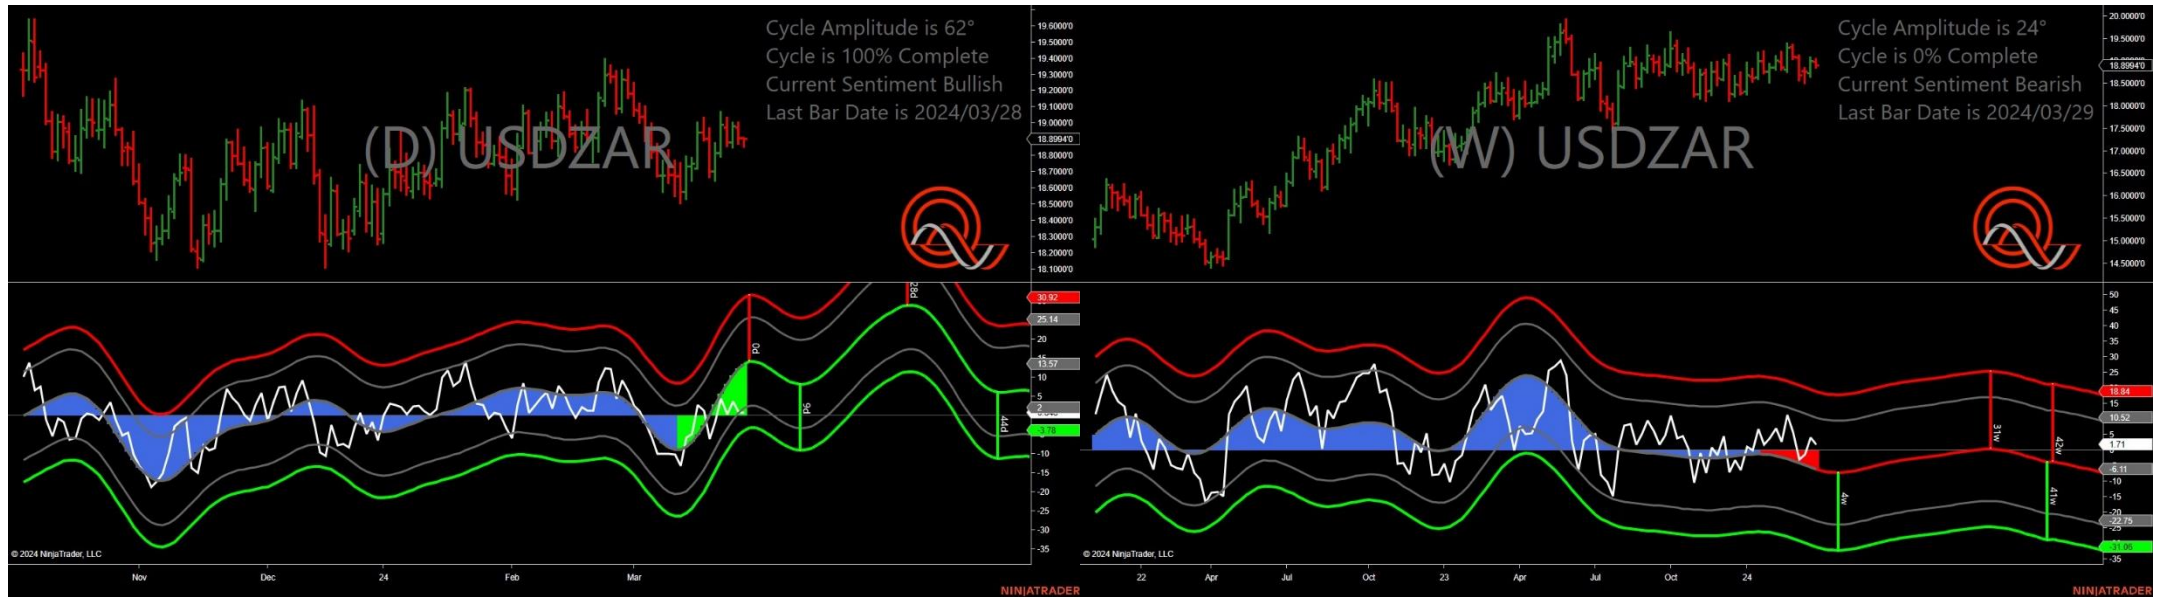 Cycle Amplitude is 62°
Cycle is 100% Complete
Current Sentiment Bullish
Last Bar Date is 2024/03/28
(D) USDZAR
19.6000'0
19.5000'0
19.4000'0
19.3000'0
19.2000'0
19.1000'0
19.0000'0
18.8994'0
18.8000'0
18.7000'0
18.6000'0
18.5000'0
18.4000'0
18.3000'0
18.2000'0
18.1000'0
28d
0d
9d
44d
30.92
25.14
20
13.57
10
5
2
-3.78
-10
-15
-20
-25
-30
-35
© 2024 NinjaTrader, LLC
Nov
Dec
24
Feb
Mar
NINJATRADER
Cycle Amplitude is 24°
Cycle is 0% Complete
Current Sentiment Bearish
Last Bar Date is 2024/03/29
(W) USDZAR
20.0000'0
19.5000'0
18.8994'0
18.5000'0
18.0000'0
17.5000'0
17.0000'0
16.5000'0
16.0000'0
15.5000'0
15.0000'0
14.5000'0
31w
42w
4w
41w
50
45
40
35
30
25
18.84
15
10.52
5
1.71
-6.11
-10
-15
-22.75
-31.06
-35
© 2024 NinjaTrader, LLC
22
Apr
Jul
Oct
23
Apr
Jul
Oct
24
NINJATRADER